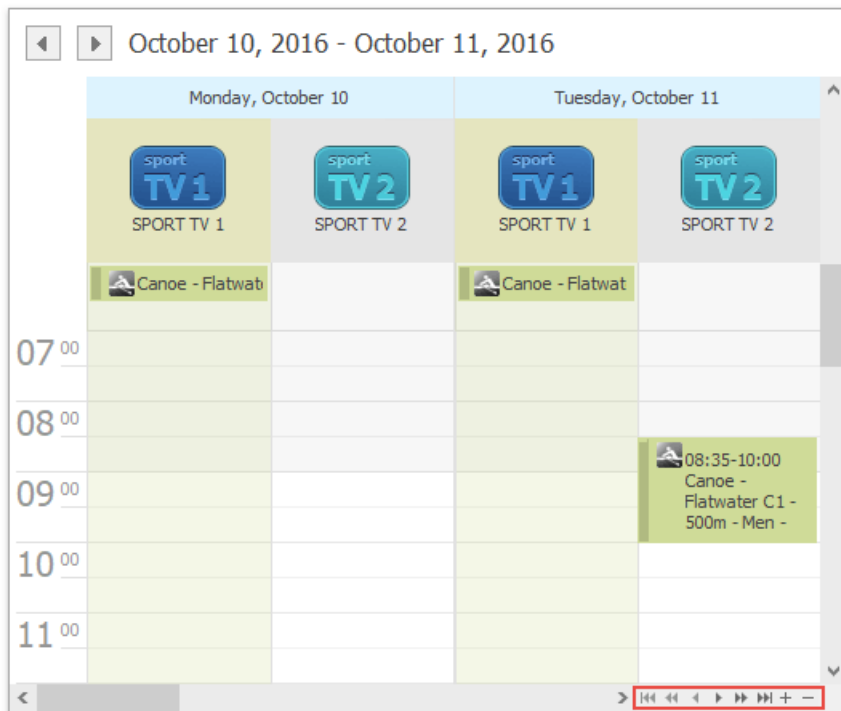 October 10, 2016 - October 11, 2016
Monday, October 10
Tuesday, October 11
sport
TV 1
sport
TV 2
sport
TV 1
sport
TV 2
SPORT TV 1
SPORT TV 2
SPORT TV 1
SPORT TV 2
Canoe - Flatwat
Canoe - Flatwat
07 00
08 00
08:35-10:00
Canoe -
Flatwater C1 -
500m - Men -
09 00
10 00
11 00